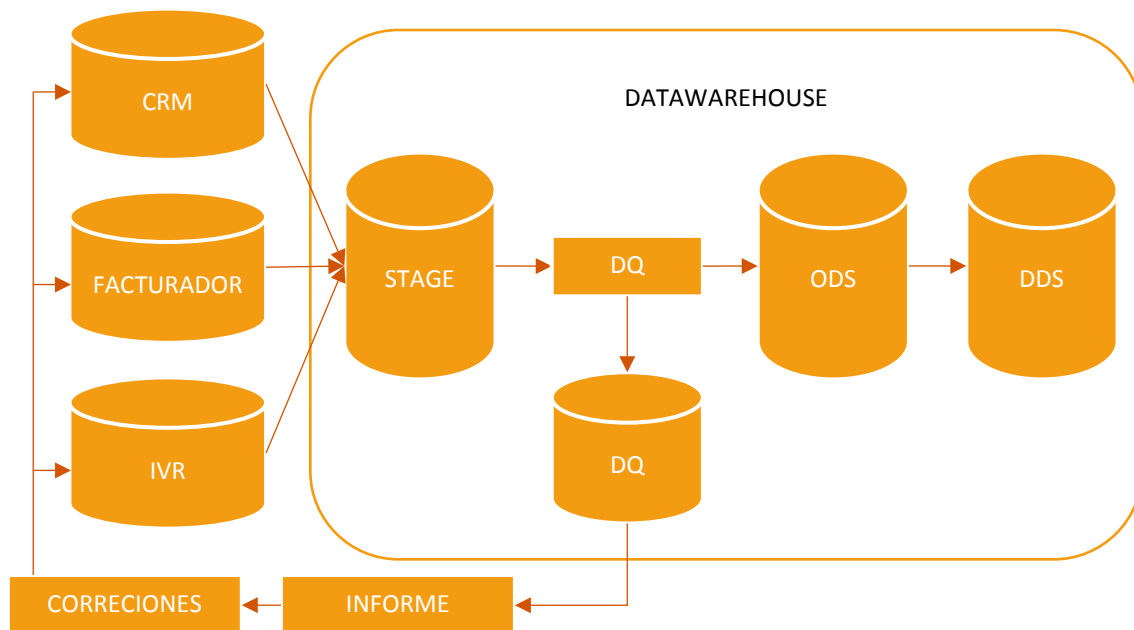 CRM
DATAWAREHOUSE
FACTURADOR
STAGE
DQ
ODS
DDS
IVR
DQ
CORRECIONES
INFORME